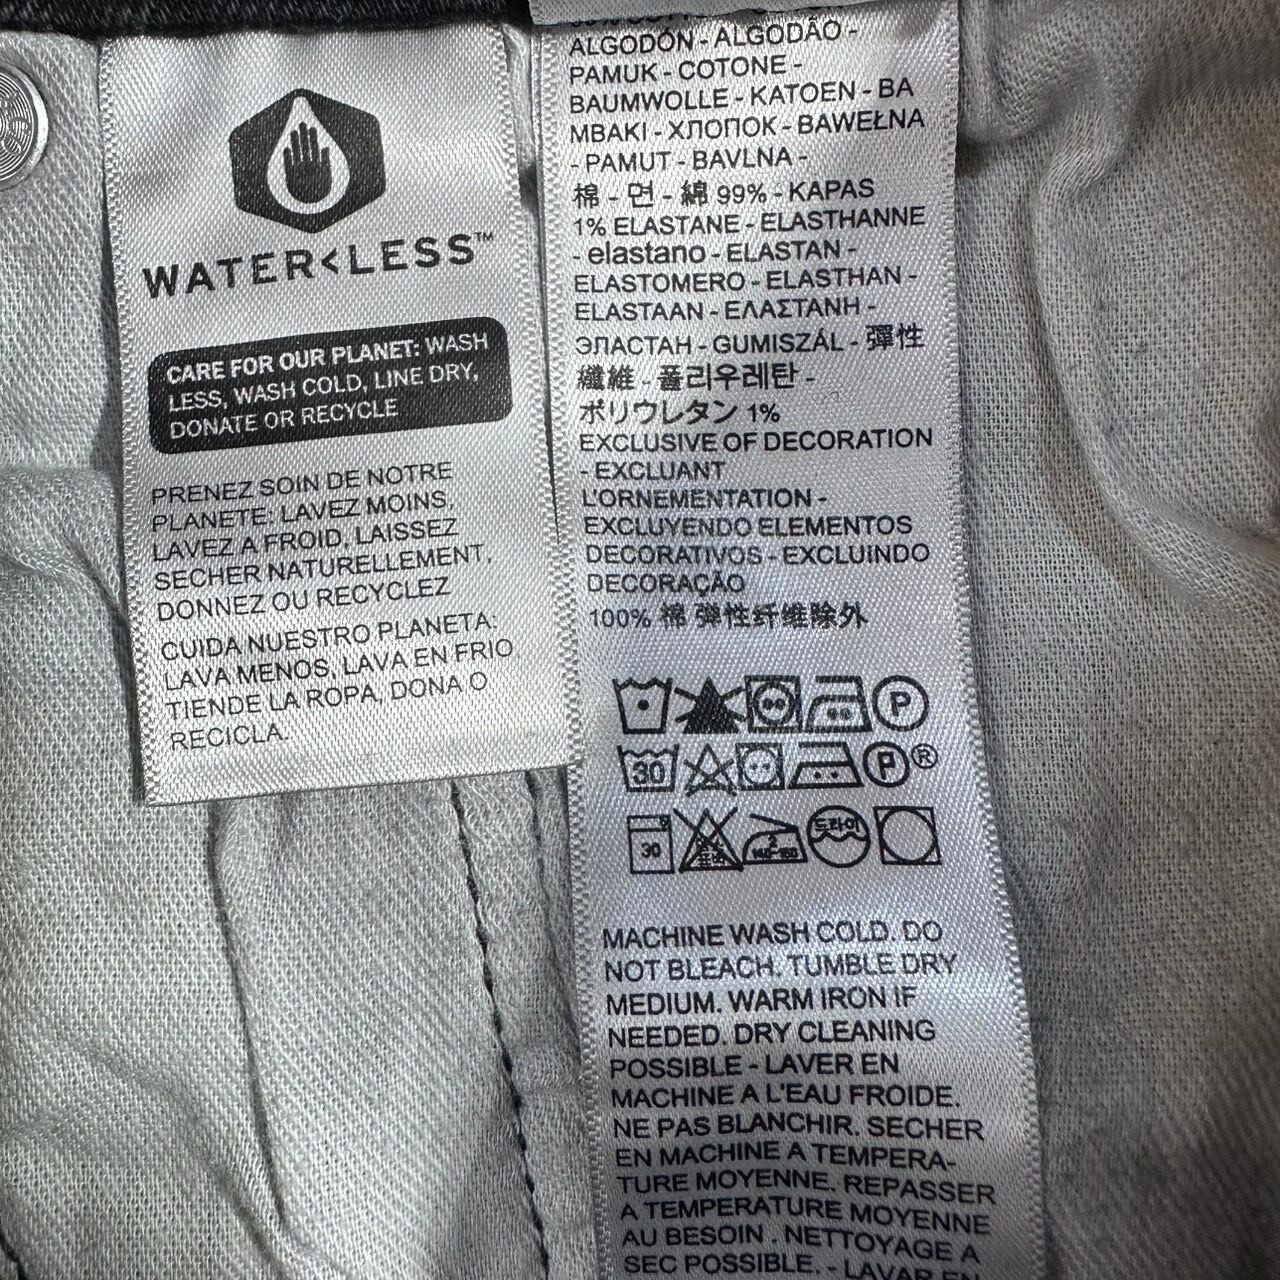 WATER<LESS™
CARE FOR OUR PLANET: WASH
LESS, WASH COLD, LINE DRY,
DONATE OR RECYCLE
PRENEZ SOIN DE NOTRE
PLANETE: LAVEZ MOINS,
LAVEZ A FROID, LAISSEZ
SECHER NATURELLEMENT,
DONNEZ OU RECYCLEZ
CUIDA NUESTRO PLANETA:
LAVA MENOS, LAVA EN FRIO
TIENDE LA ROPA, DONA O
RECICLA.
ALGODÓN - ALGODÃO -
PAMUK - COTONE -
BAUMWOLLE - KATOEN - BA
MBAKI - ХЛОПОК - BAWEŁNA
- PAMUT - BAVLNA -
棉 - 면 - 綿 99% - KAPAS
1% ELASTANE - ELASTHANNE
- elastano - ELASTAN -
ELASTOMERO - ELASTHAN -
ELASTAAN - ΕΛΑΣΤΑΝΗ -
ЭЛАСТАН - GUMISZÁL - 彈性
纖維 - 폴리우레탄 -
ポリウレタン 1%
EXCLUSIVE OF DECORATION
- EXCLUANT
L'ORNEMENTATION -
EXCLUYENDO ELEMENTOS
DECORATIVOS - EXCLUINDO
DECORAÇÃO
100% 棉 弹性纤维除外
P
30 P ®
30 드라이
MACHINE WASH COLD. DO
NOT BLEACH. TUMBLE DRY
MEDIUM. WARM IRON IF
NEEDED. DRY CLEANING
POSSIBLE - LAVER EN
MACHINE A L'EAU FROIDE.
NE PAS BLANCHIR. SECHER
EN MACHINE A TEMPERA-
TURE MOYENNE. REPASSER
A TEMPERATURE MOYENNE
AU BESOIN . NETTOYAGE A
SEC POSSIBLE. - LAVAR EN